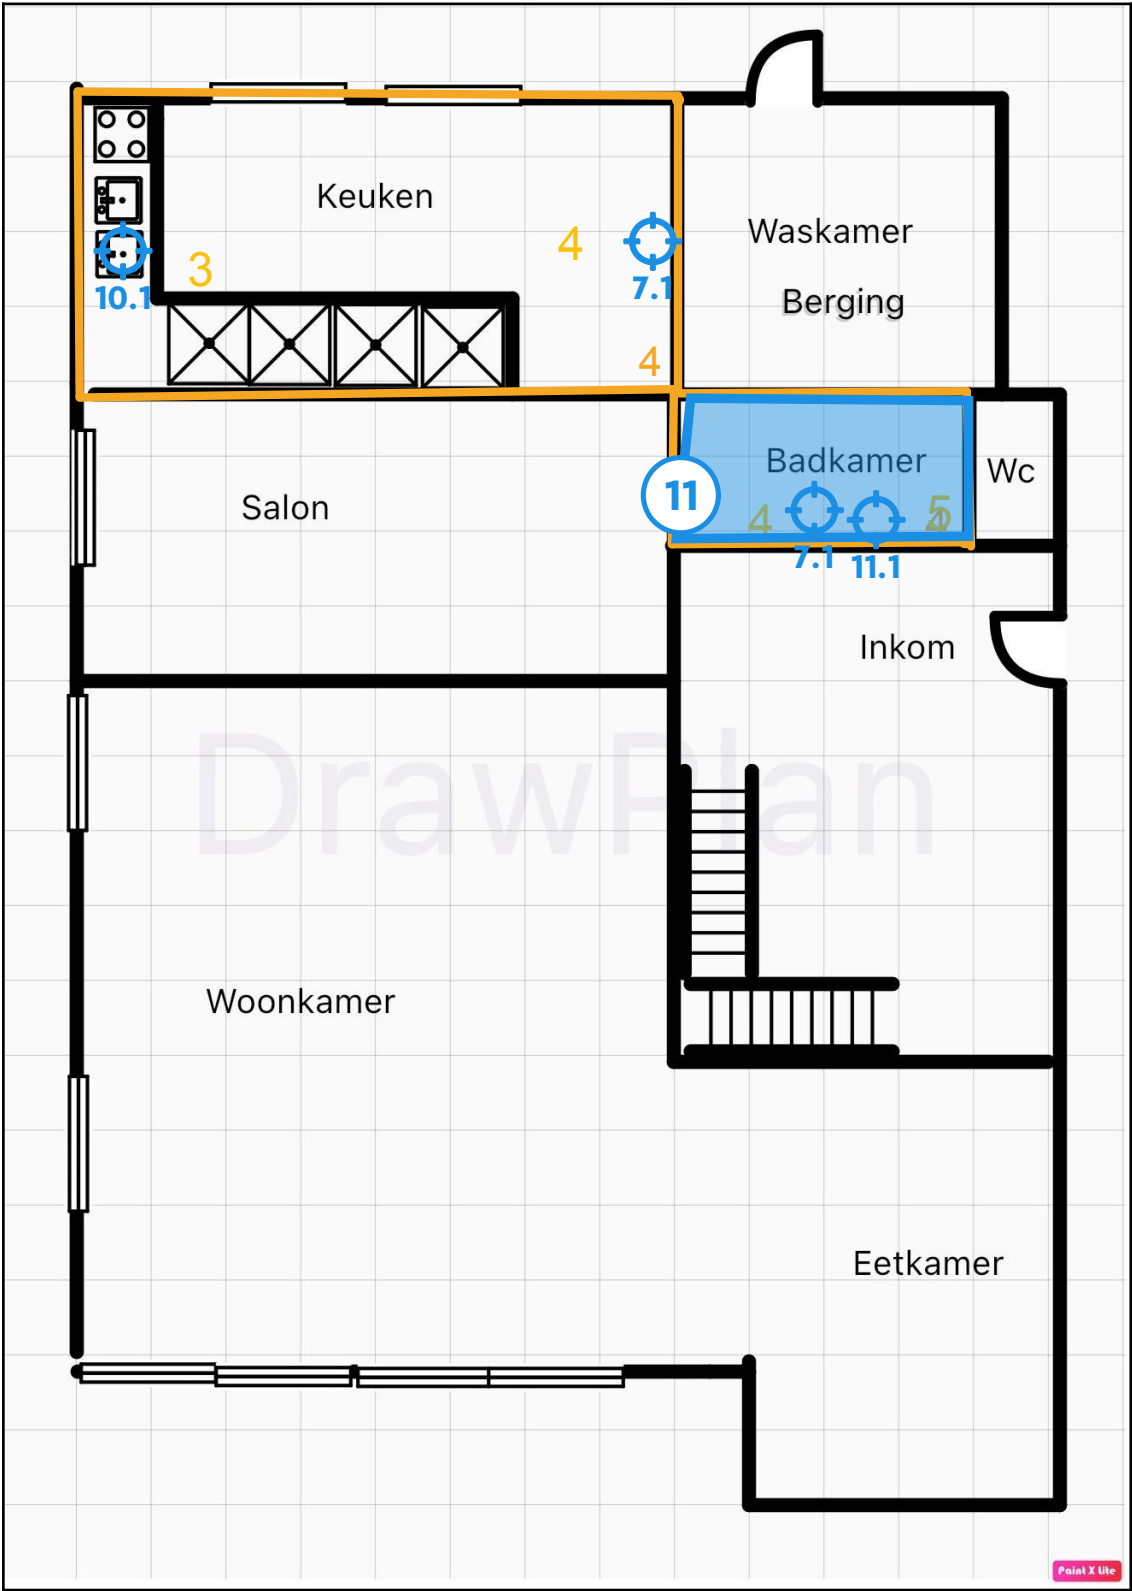 Keuken
Waskamer
Berging
3
4
7.1
10.1
4
Badkamer
Wc
11
4
5
7.1
11.1
Salon
Inkom
DrawPlan
Woonkamer
Eetkamer
Paint X Lite